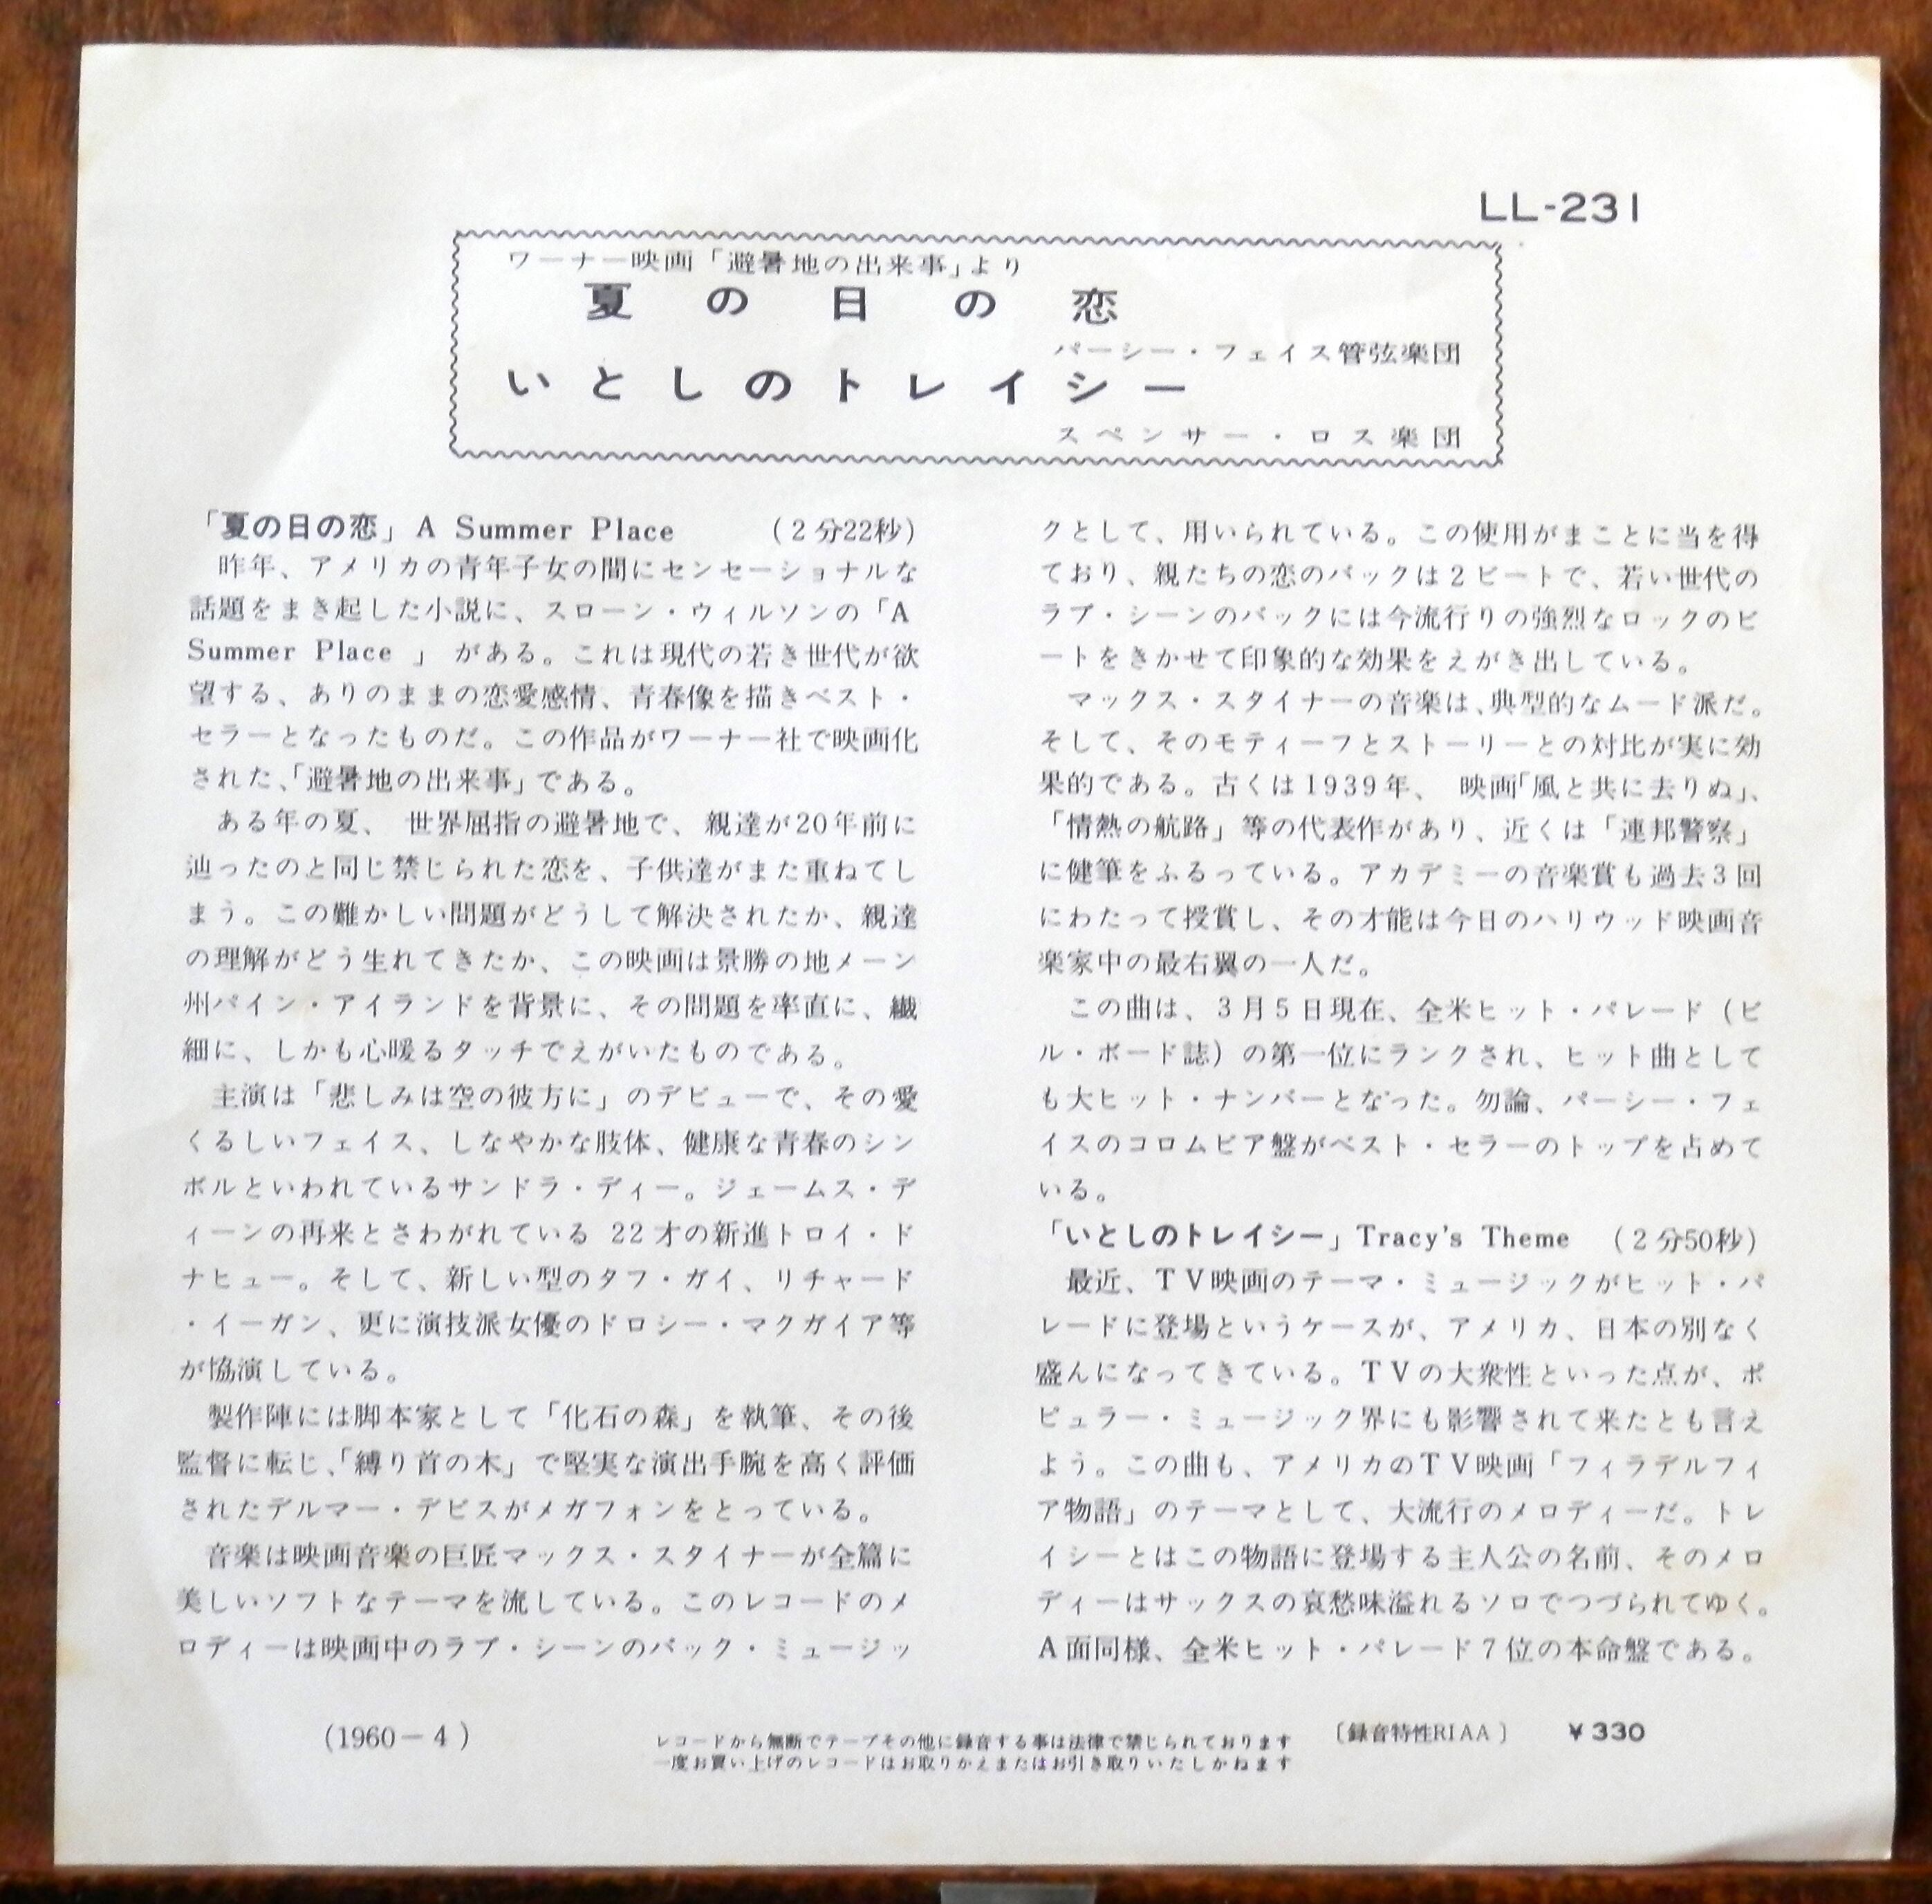 LL-231
ワーナー映画「避暑地の出来事」より
夏の日の恋
パーシー・フェイス管弦楽団
いとしのトレイシー
スペンサー・ロス楽団
「夏の日の恋」A Summer Place (2分22秒)
昨年、アメリカの青年子女の間にセンセーショナルな
話題をまき起した小説に、スローン・ウィルソンの「A
Summer Place 」がある。これは現代の若き世代が欲
望する、ありのままの恋愛感情、青春像を描きベスト・
セラーとなったものだ。この作品がワーナー社で映画化
された、「避暑地の出来事」である。
ある年の夏、 世界屈指の避暑地で、親達が20年前に
辿ったのと同じ禁じられた恋を、子供達がまた重ねてし
まう。この難かしい問題がどうして解決されたか、親達
の理解がどう生れてきたか、この映画は景勝の地メーン
州パイン・アイランドを背景に、その問題を率直に、繊
細に、しかも心暖るタッチでえがいたものである。
主演は「悲しみは空の彼方に」のデビューで、その愛
くるしいフェイス、しなやかな肢体、健康な青春のシン
ボルといわれているサンドラ・ディー。ジェームス・デ
ィーンの再来とさわがれている 22才の新進トロイ・ド
ナヒュー。そして、新しい型のタフ・ガイ、リチャード
・イーガン、更に演技派女優のドロシー・マクガイア等
が協演している。
製作陣には脚本家として「化石の森」を執筆、その後
監督に転じ、「縛り首の木」で堅実な演出手腕を高く評価
されたデルマー・デビスがメガフォンをとっている。
音楽は映画音楽の巨匠マックス・スタイナーが全篇に
美しいソフトなテーマを流している。このレコードのメ
ロディーは映画中のラブ・シーンのバック・ミュージッ
クとして、用いられている。この使用がまことに当を得
ており、親たちの恋のバックは2ビートで、若い世代の
ラブ・シーンのバックには今流行りの強烈なロックのビ
ートをきかせて印象的な効果をえがき出している。
マックス・スタイナーの音楽は、典型的なムード派だ。
そして、そのモティーフとストーリーとの対比が実に効
果的である。古くは1939年、 映画「風と共に去りぬ」、
「情熱の航路」等の代表作があり、近くは「連邦警察」
に健筆をふるっている。アカデミーの音楽賞も過去3回
にわたって授賞し、その才能は今日のハリウッド映画音
楽家中の最右翼の一人だ。
この曲は、3月5日現在、全米ヒット・パレード(ビ
ル・ボード誌)の第一位にランクされ、ヒット曲として
も大ヒット・ナンバーとなった。勿論、パーシー・フェ
イスのコロムビア盤がベスト・セラーのトップを占めて
いる。
「いとしのトレイシー」Tracy's Theme (2分50秒)
最近、TV映画のテーマ・ミュージックがヒット・パ
レードに登場というケースが、アメリカ、日本の別なく
盛んになってきている。TVの大衆性といった点が、ポ
ピュラー・ミュージック界にも影響されて来たとも言え
よう。この曲も、アメリカのTV映画「フィラデルフィ
ア物語」のテーマとして、大流行のメロディーだ。トレ
イシーとはこの物語に登場する主人公の名前、そのメロ
ディーはサックスの哀愁味溢れるソロでつづられてゆく。
A面同様、全米ヒット・パレード7位の本命盤である。
(1960-4)
レコードから無断でテープその他に録音する事は法律で禁じられております
一度お買い上げのレコードはお取りかえまたはお引き取りいたしかねます
〔録音特性RIAA〕
¥330